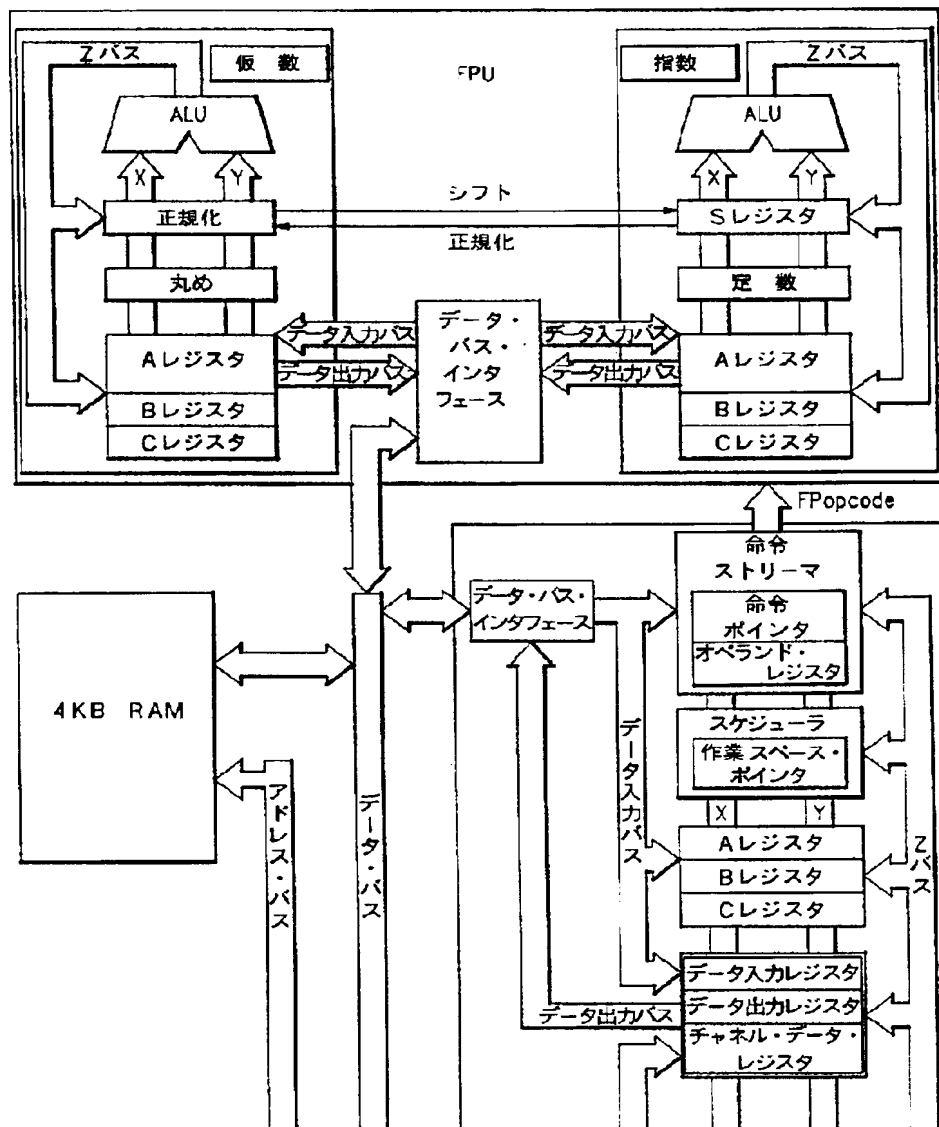 Zバス
仮 数
FPU
指数
Zバス
ALU
ALU
X
Y
X
Y
正規化
シフト
正規化
Sレジスタ
丸め
定 数
データ入力バス
データ・
バス・
インタ
フェース
データ入力バス
データ出力バス
データ出力バス
Aレジスタ
Bレジスタ
Cレジスタ
Aレジスタ
Bレジスタ
Cレジスタ
FPopcode
命令
ストリーマ
命令
ポインタ
オペランド・
レジスタ
データ・バス・
インタフェース
4KB RAM
スケジューラ
作業スペース・
ポインタ
X
Y
アドレス・バス
データ・バス
データ入力バス
Zバス
Aレジスタ
Bレジスタ
Cレジスタ
データ入力レジスタ
データ出力レジスタ
データ出力バス
チャネル・データ・
レジスタ